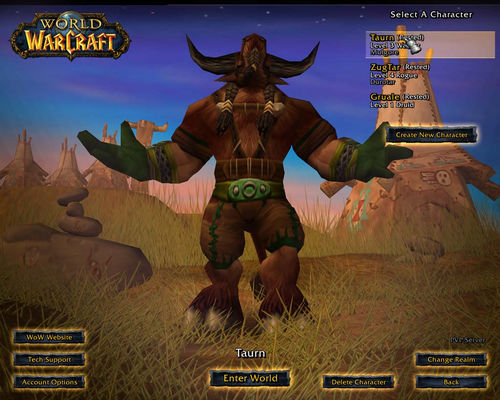 WORLD
OF
WARCRAFT
Select A Character
Taurn (Rested)
Level 3
Mulgore
ZugTar (Rested)
Level 4 Rogue
Durotar
Gruale (Rested)
Level 1 Druid
Create New Character
WoW Website
Tech Support
Account Options
Taurn
Enter World
PVP Server
Change Realm
Delete Character
Back